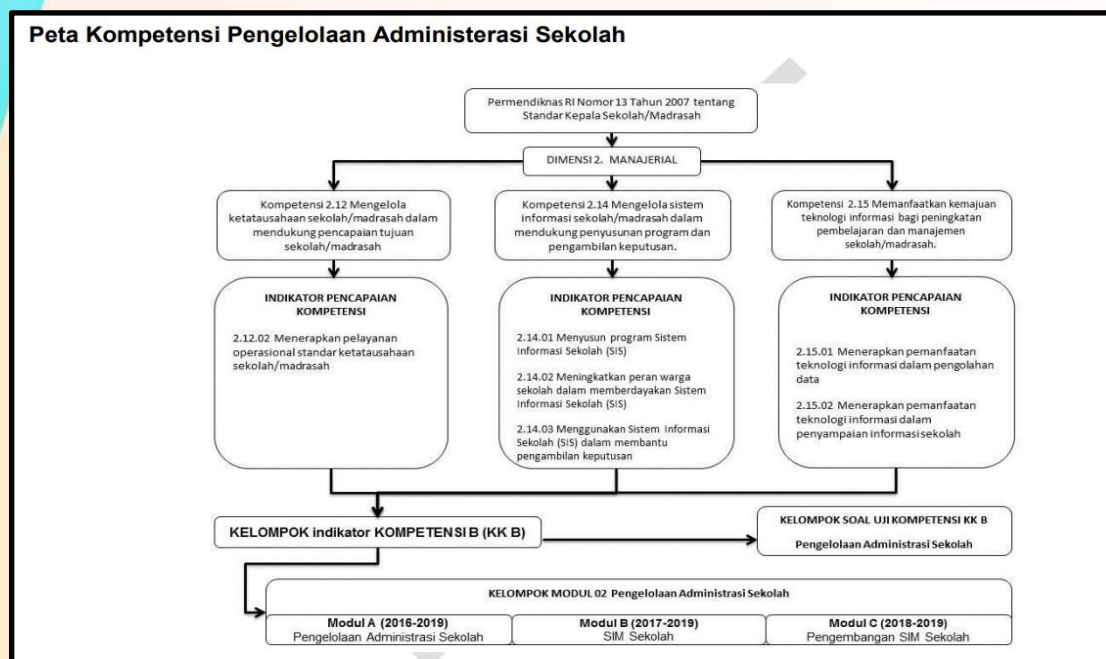 Peta Kompetensi Pengelolaan Administerasi Sekolah
Permendiknas RI Nomor 13 Tahun 2007 tentang
Standar Kepala Sekolah/Madrasah
DIMENSI 2. MANAJERIAL
Kompetensi 2.12 Mengelola
ketatausahaan sekolah/madrasah dalam
mendukung pencapaian tujuan
sekolah/madrasah
Kompetensi 2.14 Mengelola sistem
informasi sekolah/madrasah dalam
mendukung penyusunan program dan
pengambilan keputusan.
Kompetensi 2.15 Memanfaatkan kemajuan
teknologi informasi bagi peningkatan
pembelajaran dan manajemen
sekolah/madrasah.
INDIKATOR PENCAPAIAN
KOMPETENSI
2.12.02 Menerapkan pelayanan
operasional standar ketatausahaan
sekolah/madrasah
INDIKATOR PENCAPAIAN
KOMPETENSI
2.14.01 Menyusun program Sistem
Informasi Sekolah (SIS)
2.14.02 Meningkatkan peran warga
sekolah dalam memberdayakan Sistem
Informasi Sekolah (SIS)
2.14.03 Menggunakan Sistem Informasi
Sekolah (SIS) dalam membantu
pengambilan keputusan
INDIKATOR PENCAPAIAN
KOMPETENSI
2.15.01 Menerapkan pemanfaatan
teknologi informasi dalam pengolahan
data
2.15.02 Menerapkan pemanfaatan
teknologi informasi dalam
penyampaian informasi sekolah
KELOMPOK indikator KOMPETENSI B (KK B)
KELOMPOK SOAL UJI KOMPETENSI KK B
Pengelolaan Administrasi Sekolah
KELOMPOK MODUL 02 Pengelolaan Administrasi Sekolah
Modul A (2016-2019)
Pengelolaan Administrasi Sekolah
Modul B (2017-2019)
SIM Sekolah
Modul C (2018-2019)
Pengembangan SIM Sekolah